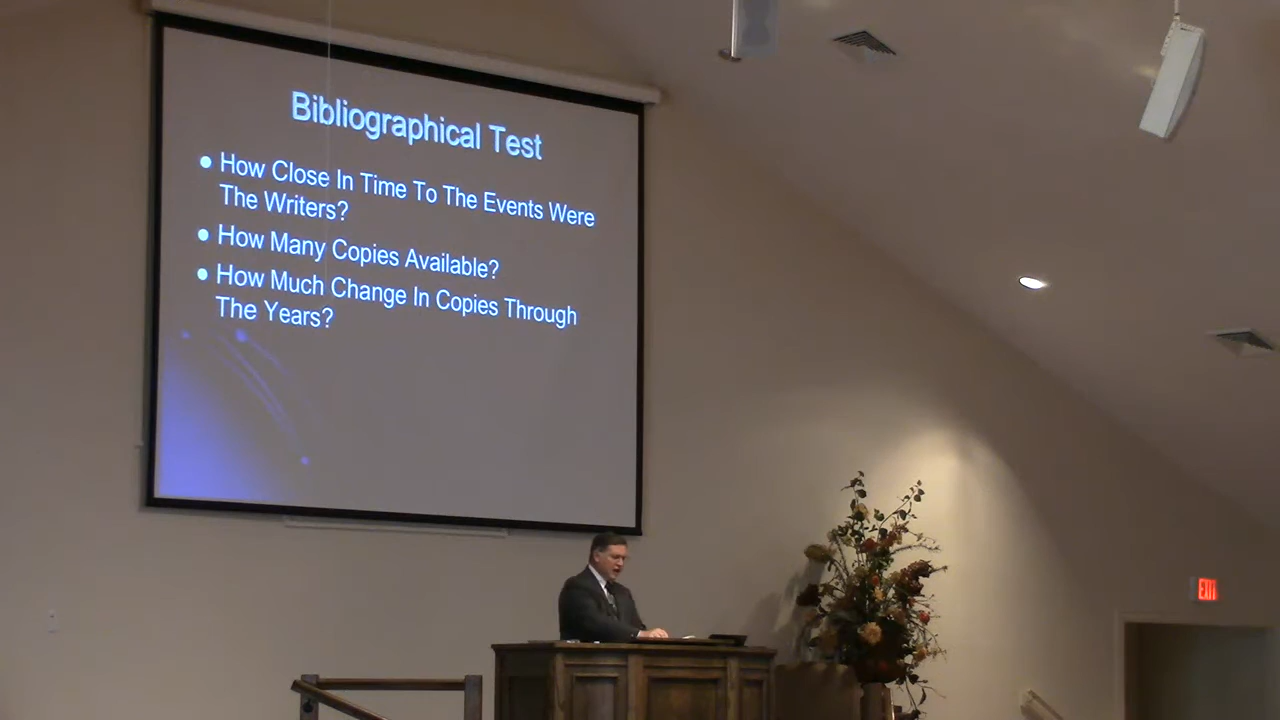 Bibliographical Test
● How Close In Time To The Events Were
The Writers?
● How Many Copies Available?
● How Much Change In Copies Through
The Years?
EXIT